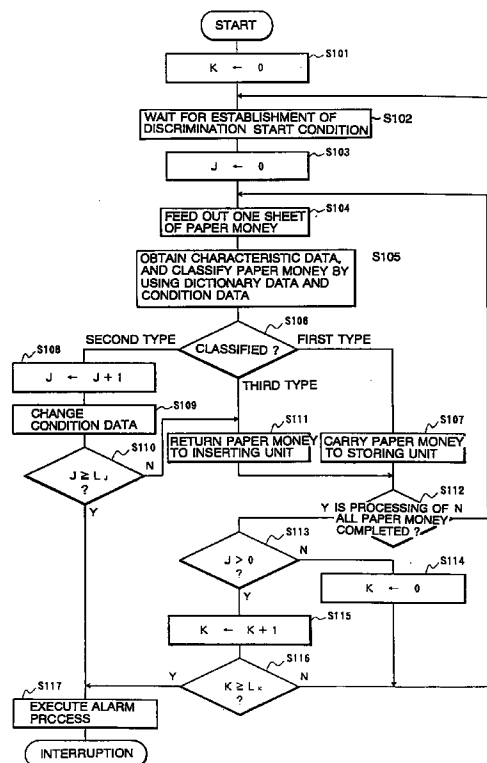 START
S101
K ← 0
WAIT FOR ESTABLISHMENT OF
DISCRIMINATION START CONDITION
S102
S103
J ← 0
S104
FEED OUT ONE SHEET
OF PAPER MONEY
S105
OBTAIN CHARACTERISTIC DATA,
AND CLASSIFY PAPER MONEY BY
USING DICTIONARY DATA AND
CONDITION DATA
S106
SECOND TYPE
CLASSIFIED ?
FIRST TYPE
THIRD TYPE
S108
J ← J+1
S109
CHANGE
CONDITION DATA
S110
J ≥ LJ
?
N
Y
S111
RETURN PAPER MONEY
TO INSERTING UNIT
S107
CARRY PAPER MONEY
TO STORING UNIT
S112
Y IS PROCESSING OF N
ALL PAPER MONEY
COMPLETED ?
S113
J > 0
?
N
Y
S114
K ← 0
S115
K ← K+1
S116
Y
K ≥ LK
?
N
S117
EXECUTE ALARM
PROCCESS
INTERRUPTION